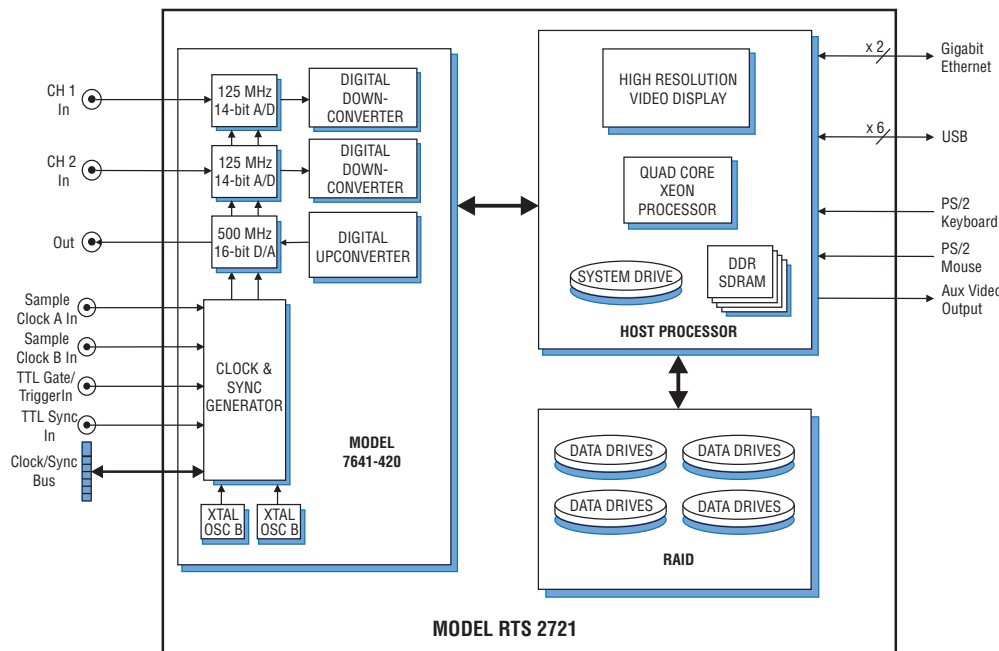 CH 1
In
CH 2
In
Out
Sample
Clock A In
Sample
Clock B In
TTL Gate/
TriggerIn
TTL Sync
In
Clock/Sync
Bus
125 MHz
14-bit A/D
DIGITAL
DOWN-
CONVERTER
125 MHz
14-bit A/D
DIGITAL
DOWN-
CONVERTER
500 MHz
16-bit D/A
DIGITAL
UPCONVERTER
CLOCK &
SYNC
GENERATOR
XTAL
OSC B
XTAL
OSC B
MODEL
7641-420
HIGH RESOLUTION
VIDEO DISPLAY
QUAD CORE
XEON
PROCESSOR
SYSTEM DRIVE
DDR
SDRAM
HOST PROCESSOR
DATA DRIVES
DATA DRIVES
DATA DRIVES
DATA DRIVES
RAID
x 2
Gigabit
Ethernet
x 6
USB
PS/2
Keyboard
PS/2
Mouse
Aux Video
Output
MODEL RTS 2721